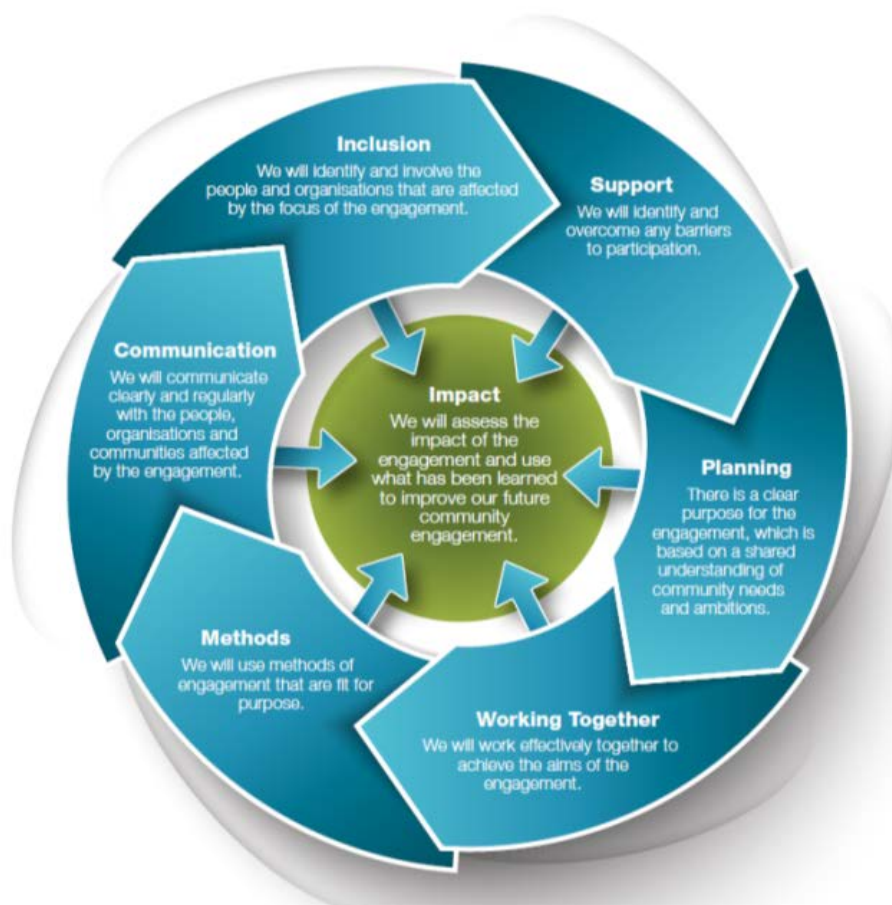 Inclusion
We will identify and involve the
people and organisations that are affected
by the focus of the engagement.
Support
We will identify and
overcome any barriers
to participation.
Planning
There is a clear
purpose for the
engagement, which is
based on a shared
understanding of
community needs
and ambitions.
Working Together
We will work effectively together to
achieve the aims of the
engagement.
Methods
We will use methods of
engagement that are fit for
purpose.
Communication
We will communicate
clearly and regularly
with the people,
organisations and
communities affected
by the engagement.
Impact
We will assess the
impact of the
engagement and use
what has been learned
to improve our future
community
engagement.